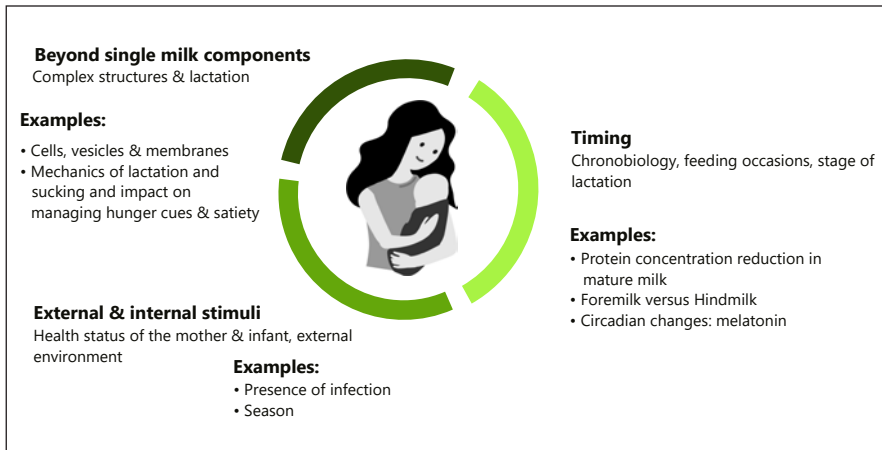 Beyond single milk components
Complex structures & lactation
Examples:
• Cells, vesicles & membranes
• Mechanics of lactation and
sucking and impact on
managing hunger cues & satiety
Timing
Chronobiology, feeding occasions, stage of
lactation
Examples:
• Protein concentration reduction in
mature milk
• Foremilk versus Hindmilk
• Circadian changes: melatonin
External & internal stimuli
Health status of the mother & infant, external
environment
Examples:
• Presence of infection
• Season